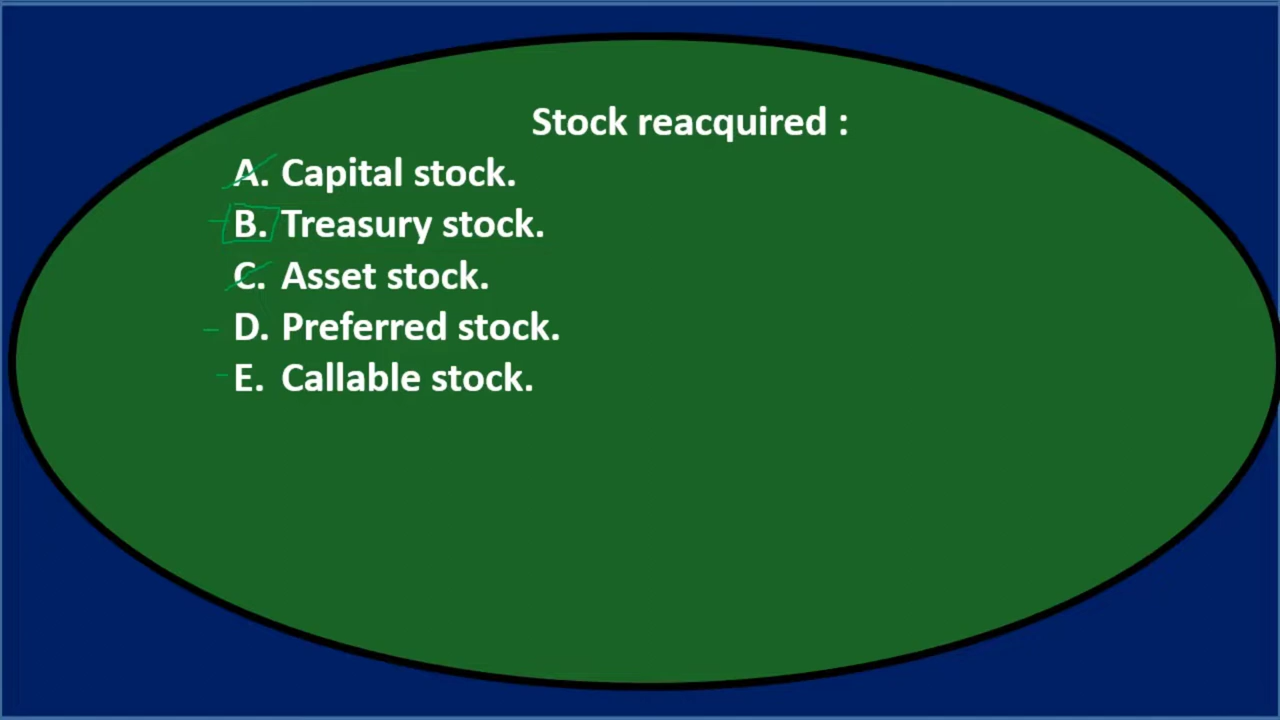 Stock reacquired :
A. Capital stock.
B. Treasury stock.
C. Asset stock.
D. Preferred stock.
E. Callable stock.